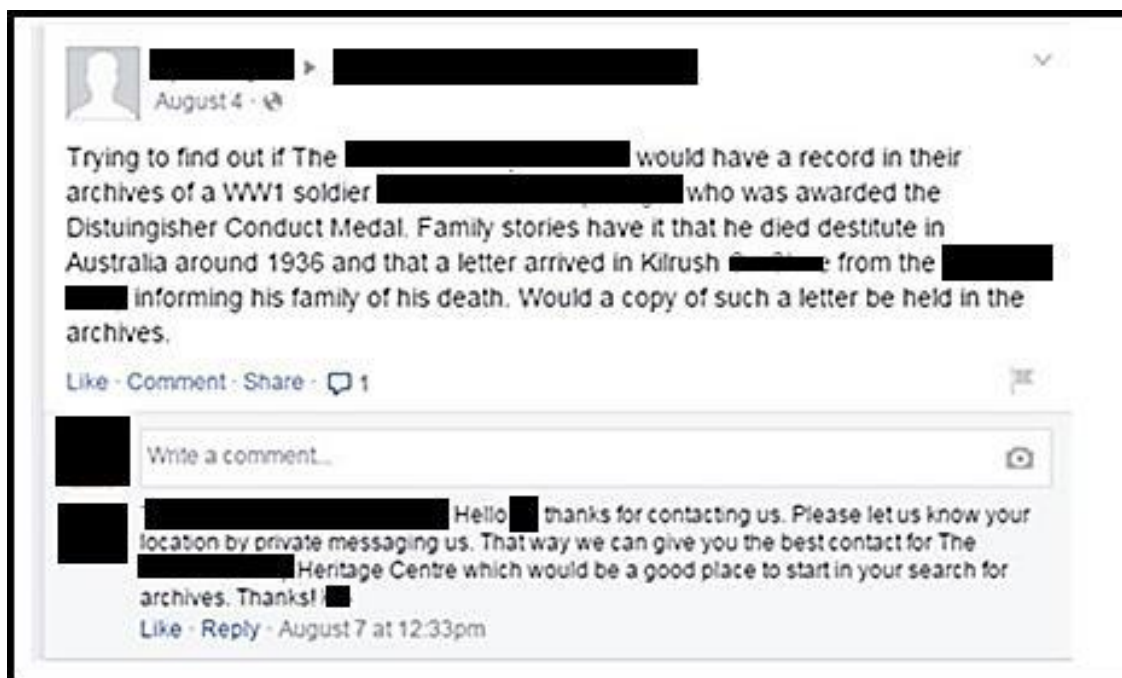 August 4
Trying to find out if The would have a record in their
archives of a WW1 soldier who was awarded the
Distuingisher Conduct Medal. Family stories have it that he died destitute in
Australia around 1936 and that a letter arrived in Kilrush from the
informing his family of his death. Would a copy of such a letter be held in the
archives.
Like · Comment · Share · 1
Write a comment...
Hello thanks for contacting us. Please let us know your
location by private messaging us. That way we can give you the best contact for The
Heritage Centre which would be a good place to start in your search for
archives. Thanks!
Like · Reply · August 7 at 12:33pm